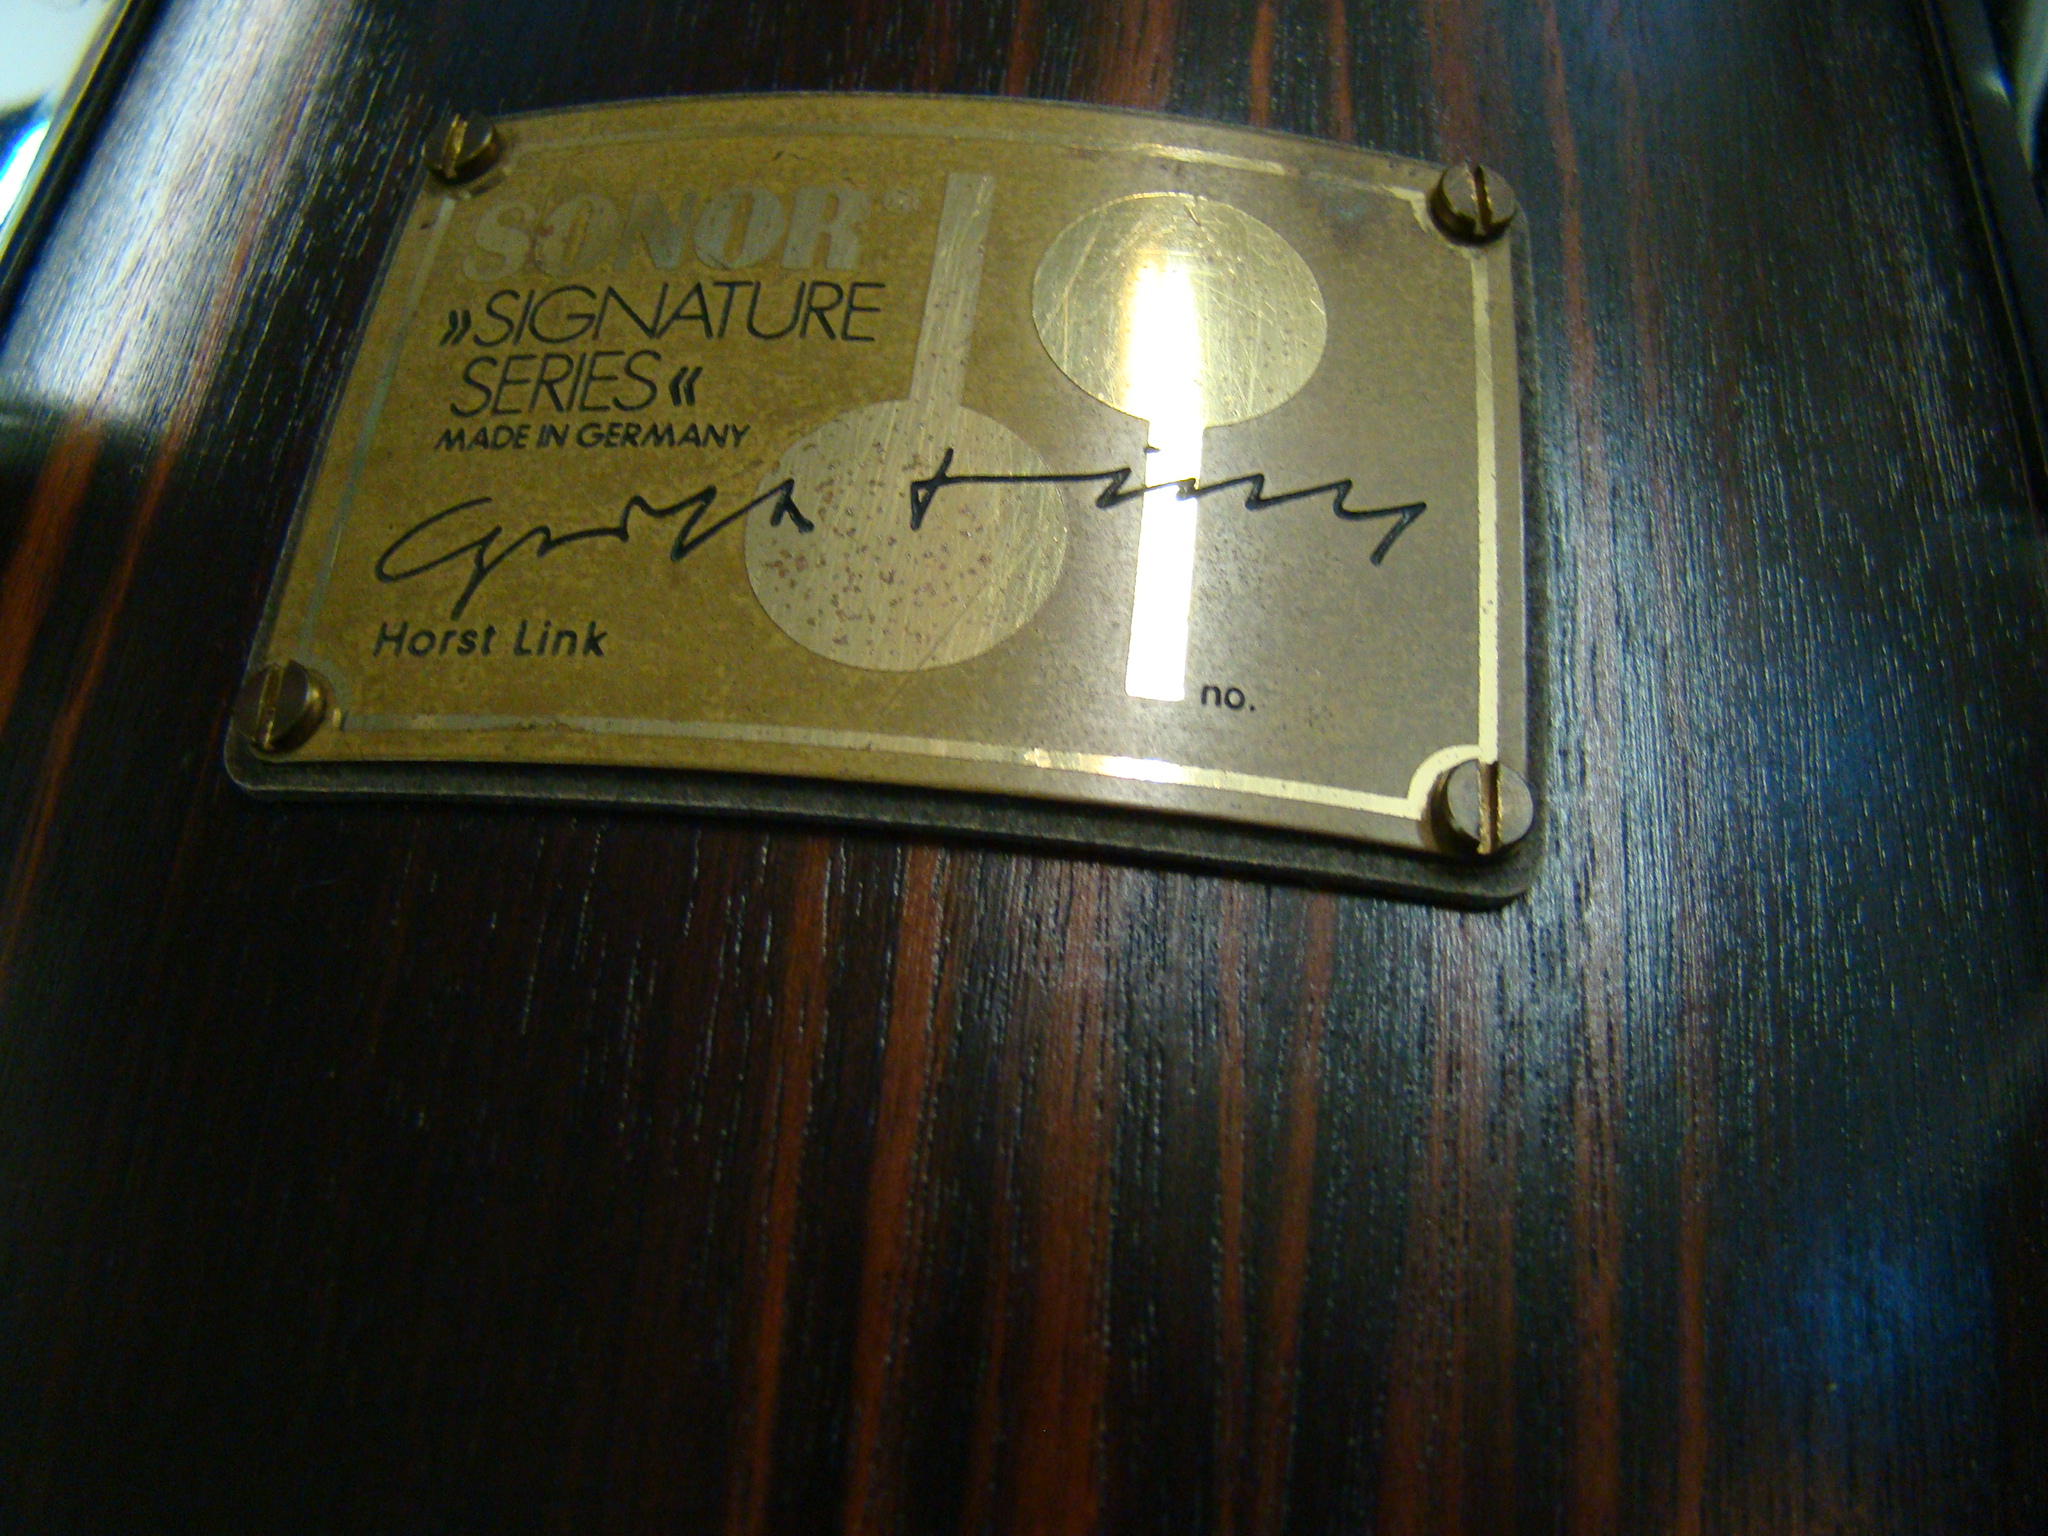 SONOR®
»SIGNATURE
SERIES«
MADE IN GERMANY
Horst Link
no.